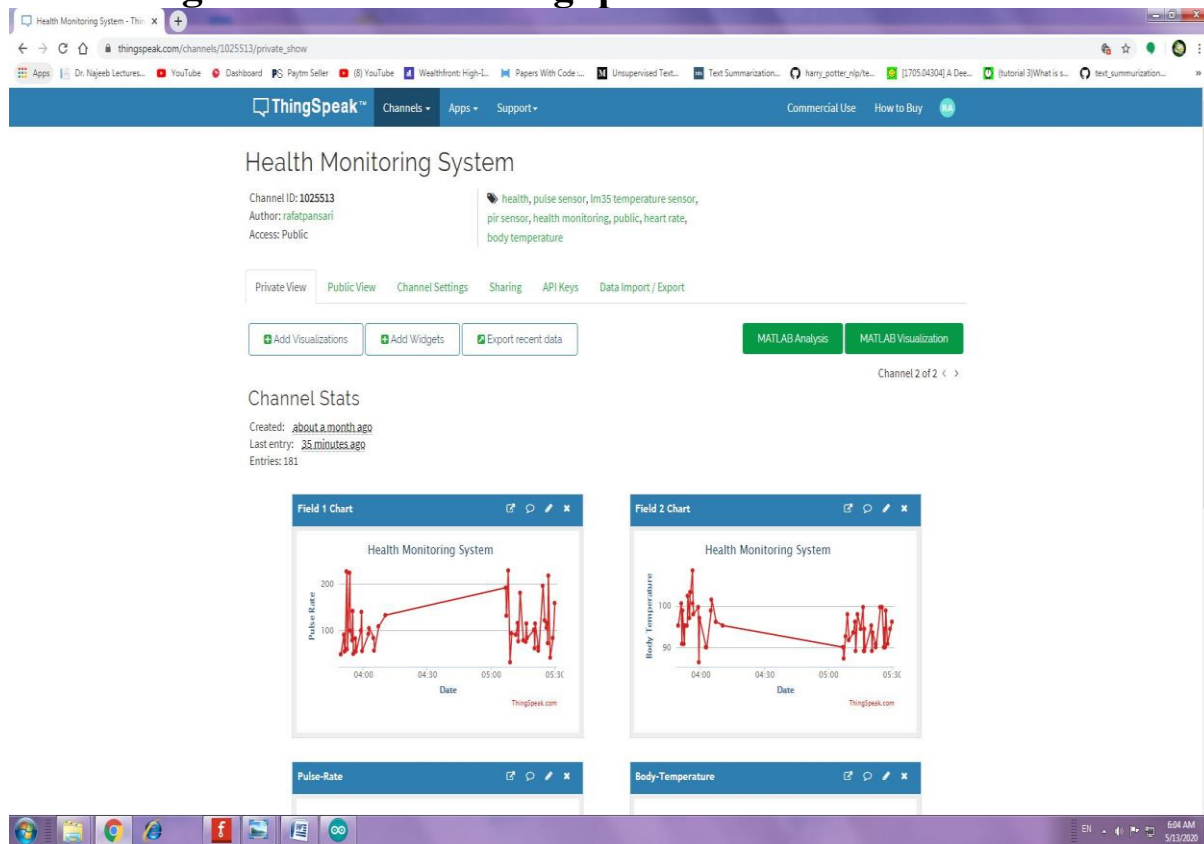 Health Monitoring System - Thin
thingspeak.com/channels/1025513/private_show
Apps Dr. Najeeb Lectures... YouTube Dashboard Paytm Seller (8) YouTube Wealthfront: High-I... Papers With Code :... Unsupervised Text... Text Summarization... harry_potter_nlp/te... [1705.04304] A Dee... (tutorial 3)What is s... text_summurization... »
ThingSpeak™ Channels Apps Support Commercial Use How to Buy RA
Health Monitoring System
Channel ID: 1025513
Author: rafatpansari
Access: Public
health, pulse sensor, lm35 temperature sensor,
pir sensor, health monitoring, public, heart rate,
body temperature
Private View Public View Channel Settings Sharing API Keys Data Import / Export
Add Visualizations Add Widgets Export recent data MATLAB Analysis MATLAB Visualization
Channel 2 of 2 < >
Channel Stats
Created: about a month ago
Last entry: 35 minutes ago
Entries: 181
Field 1 Chart
Health Monitoring System
Pulse Rate
200
100
04:00 04:30 05:00 05:30
Date
ThingSpeak.com
Field 2 Chart
Health Monitoring System
Body Temperature
100
90
04:00 04:30 05:00 05:30
Date
ThingSpeak.com
Pulse-Rate
Body-Temperature
EN 6:04 AM
5/13/2020